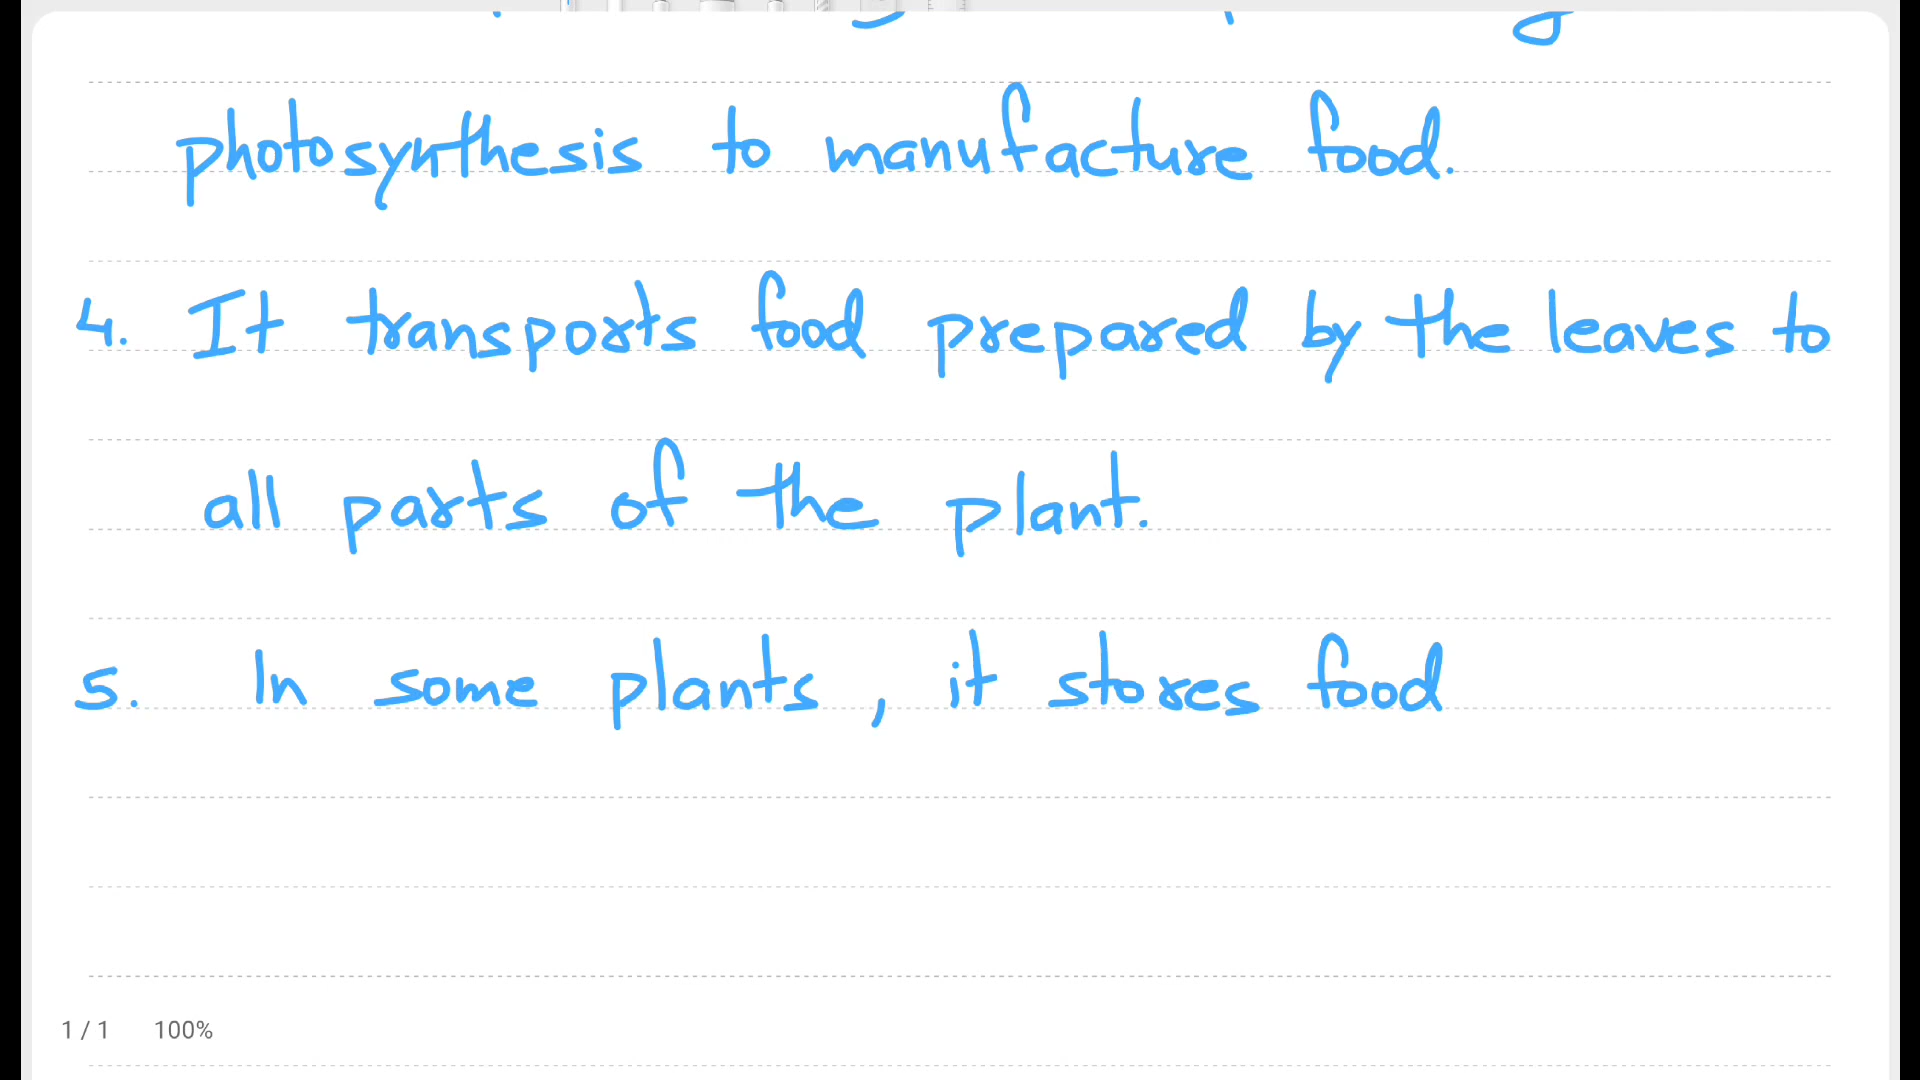 photosynthesis to manufacture food.
4. It transports food prepared by the leaves to
all parts of the plant.
5. In some plants, it stores food
1 / 1 100%